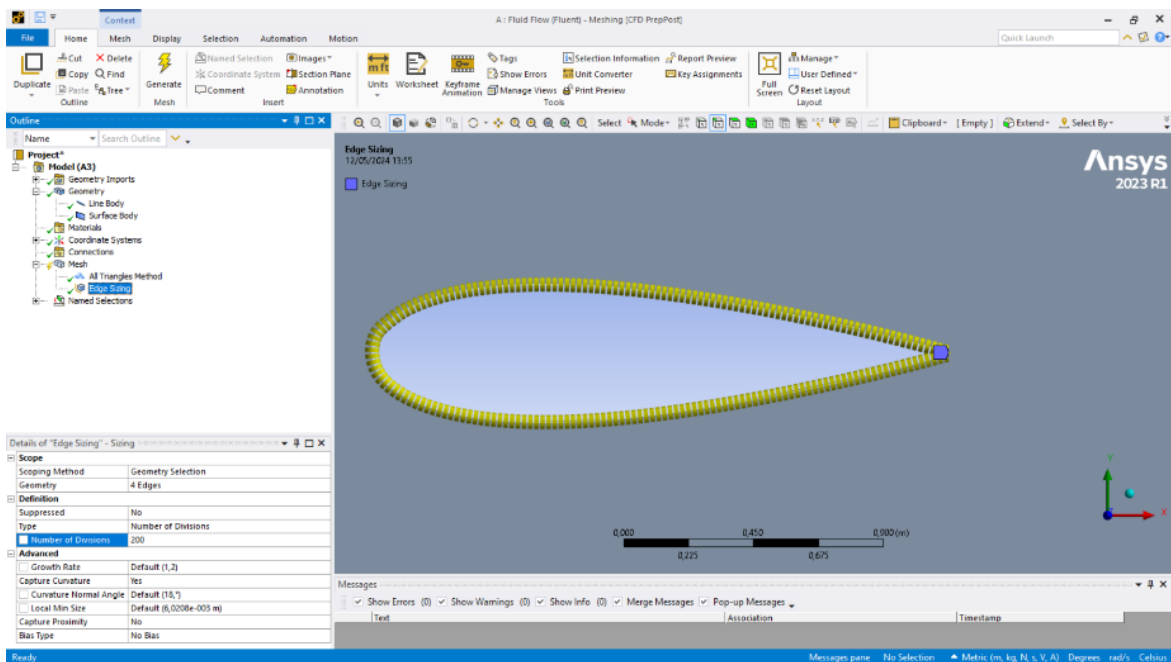 Context
A : Fluid Flow (Fluent) - Meshing [CFD PrepPost]
File Home Mesh Display Selection Automation Motion
Quick Launch
Duplicate
Cut
Copy
Paste
Delete
Find
Tree
Outline
Generate
Mesh
Named Selection
Coordinate System
Comment
Images
Section Plane
Annotation
Insert
mft
Units
Worksheet
Keyframe Animation
Tags
Show Errors
Manage Views
Selection Information
Unit Converter
Print Preview
Report Preview
Key Assignments
Tools
Full Screen
Manage
User Defined
Reset Layout
Layout
Outline
Select Mode
Clipboard [Empty] Extend Select By
Name Search Outline
Project*
Model (A3)
Geometry Imports
Geometry
Line Body
Surface Body
Materials
Coordinate Systems
Connections
Mesh
All Triangles Method
Edge Sizing
Named Selections
Edge Sizing
12/05/2024 13:55
Edge Sizing
Ansys
2023 R1
Y
X
0,000 0,450 0,900 (m)
0,225 0,675
Details of "Edge Sizing" - Sizing
Scope
Scoping Method Geometry Selection
Geometry 4 Edges
Definition
Suppressed No
Type Number of Divisions
Number of Divisions 200
Advanced
Growth Rate Default (1,2)
Capture Curvature Yes
Curvature Normal Angle Default (18,°)
Local Min Size Default (6,0208e-003 m)
Capture Proximity No
Bias Type No Bias
Messages
Show Errors (0) Show Warnings (0) Show Info (0) Merge Messages Pop-up Messages
Text Association Timestamp
Ready
Messages pane No Selection Metric (m, kg, N, s, V, A) Degrees rad/s Celsius